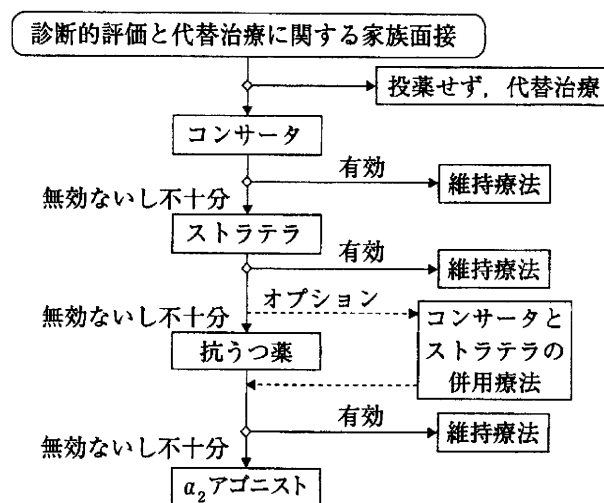 診断的評価と代替治療に関する家族面接
投薬せず，代替治療
コンサータ
有効
維持療法
無効ないし不十分
ストラテラ
有効
維持療法
オプション
無効ないし不十分
コンサータと
ストラテラの
併用療法
抗うつ薬
有効
維持療法
無効ないし不十分
α₂アゴニスト